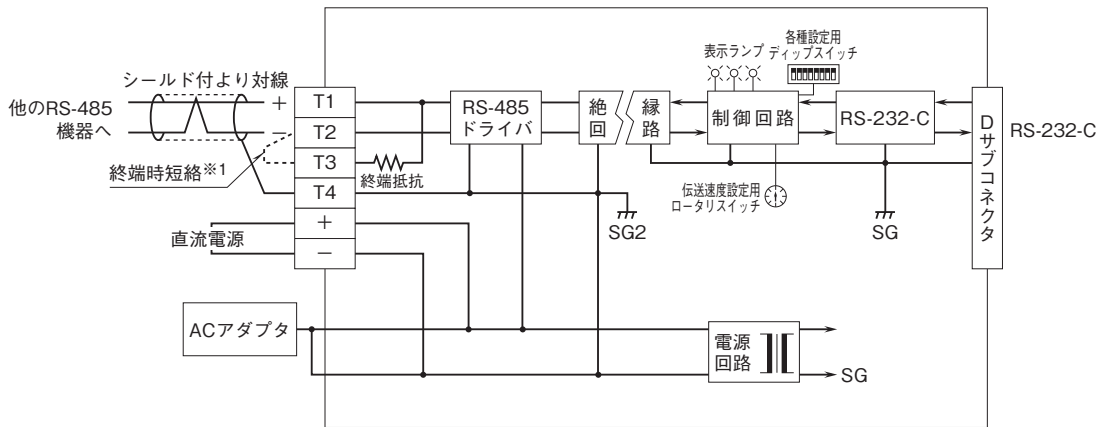 シールド付より対線
他のRS-485
機器へ
+
−
終端時短絡※1
直流電源
+
−
ACアダプタ
T1
T2
T3
T4
+
−
終端抵抗
RS-485
ドライバ
絶回
縁路
SG2
表示ランプ
各種設定用
ディップスイッチ
制御回路
伝送速度設定用
ロータリスイッチ
RS-232-C
SG
Dサブコネクタ
RS-232-C
電源
回路
SG